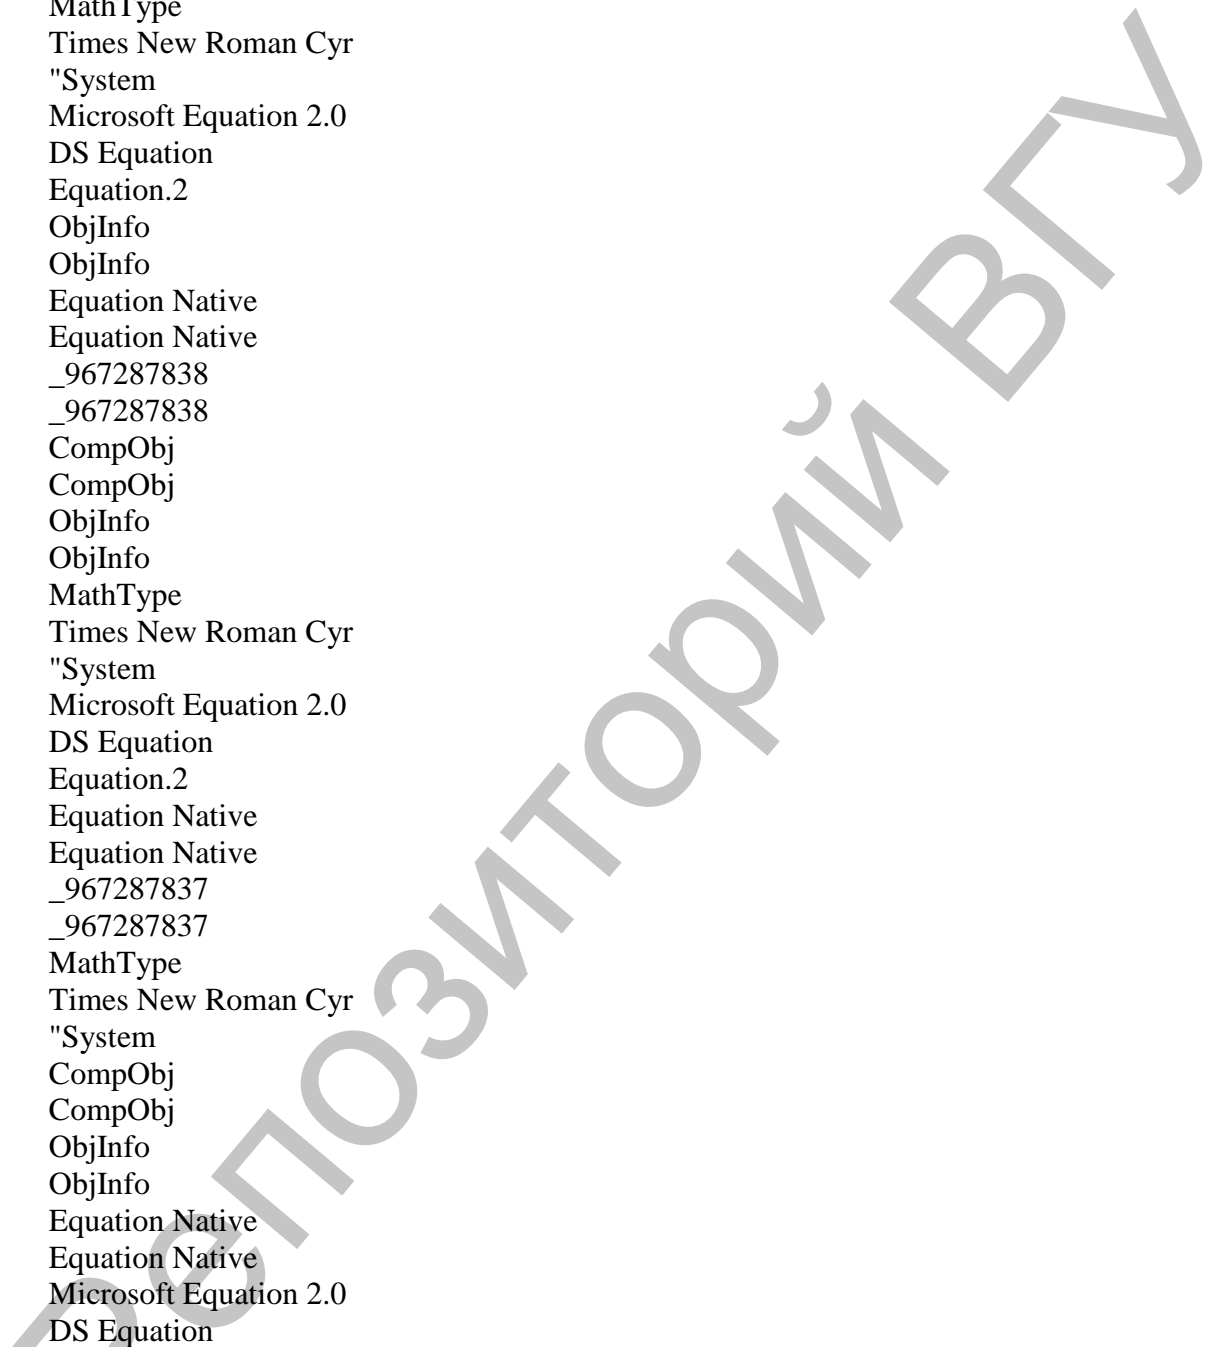 MathType
Times New Roman Cyr
"System
Microsoft Equation 2.0
DS Equation
Equation.2
ObjInfo
ObjInfo
Equation Native
Equation Native
_967287838
_967287838
CompObj
CompObj
ObjInfo
ObjInfo
MathType
Times New Roman Cyr
"System
Microsoft Equation 2.0
DS Equation
Equation.2
Equation Native
Equation Native
_967287837
_967287837
MathType
Times New Roman Cyr
"System
CompObj
CompObj
ObjInfo
ObjInfo
Equation Native
Equation Native
Microsoft Equation 2.0
DS Equation
Репозиторий ВГУ